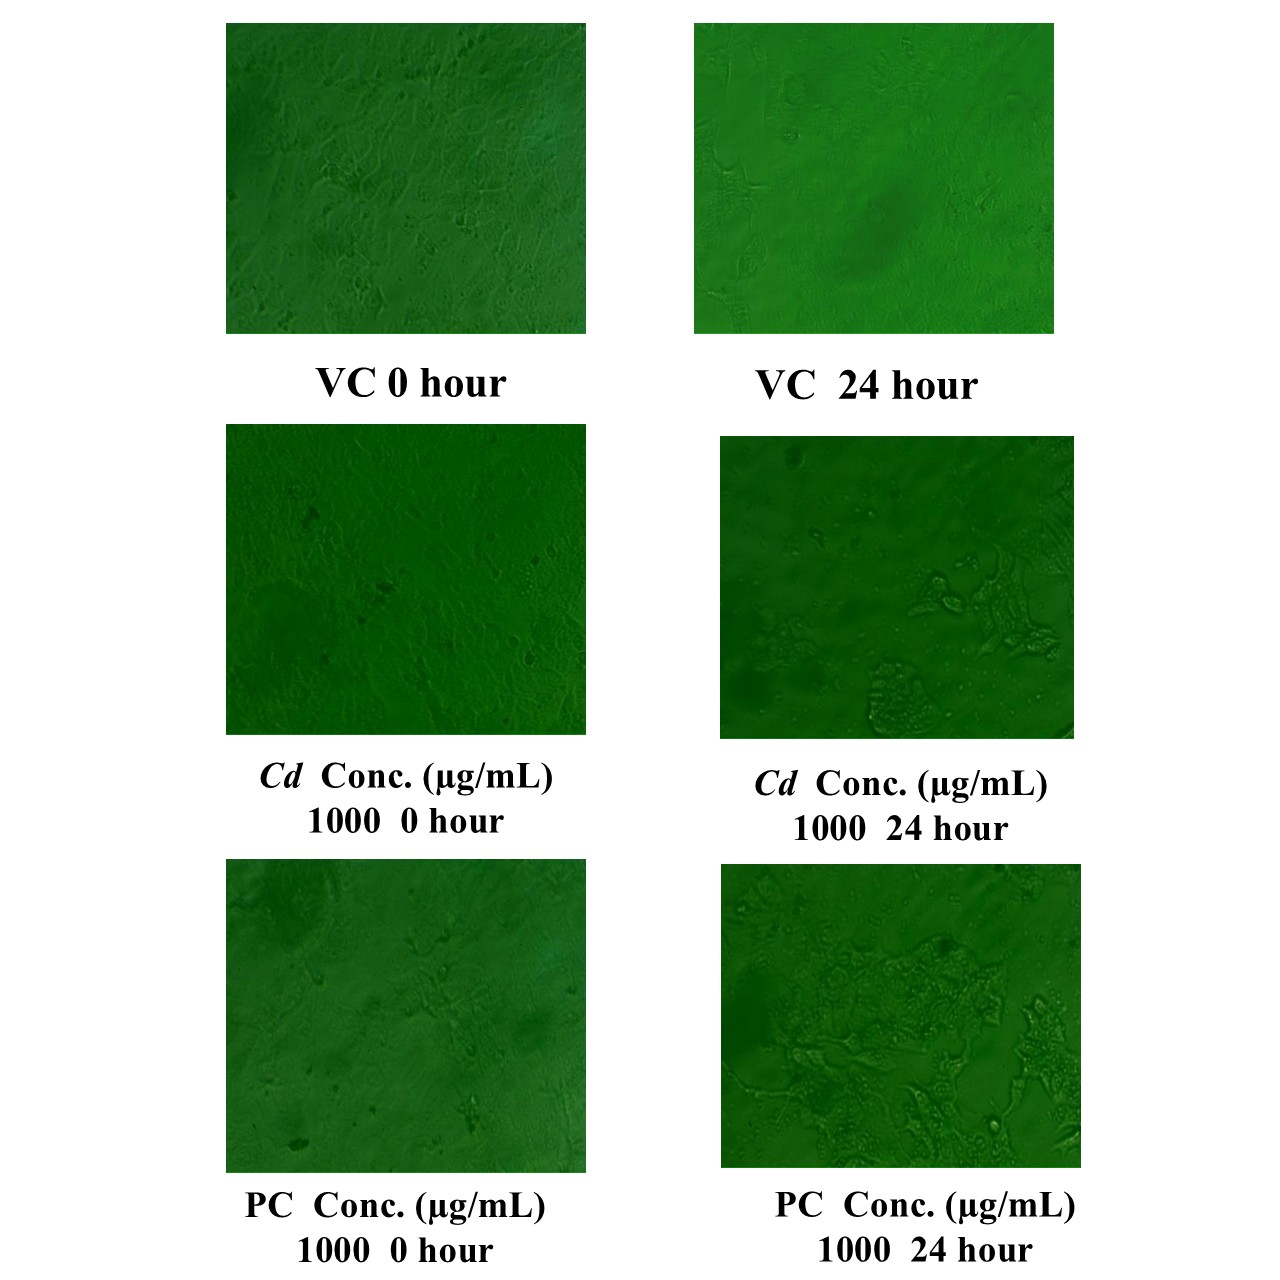 VC 0 hour
VC 24 hour
Cd Conc. (µg/mL)
1000 0 hour
Cd Conc. (µg/mL)
1000 24 hour
PC Conc. (µg/mL)
1000 0 hour
PC Conc. (µg/mL)
1000 24 hour